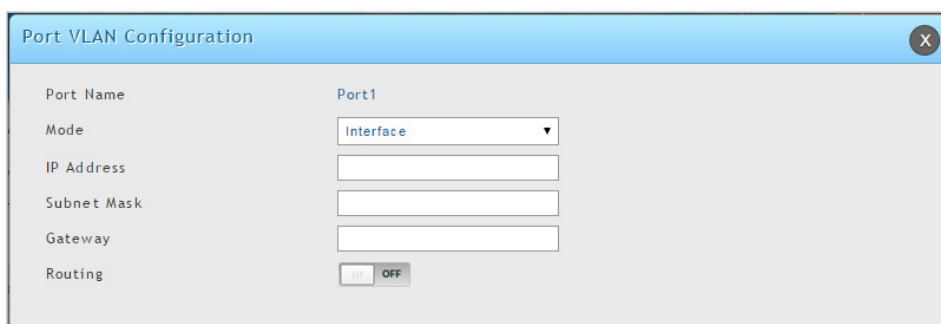 Port VLAN Configuration
X
Port Name Port1
Mode Interface
IP Address
Subnet Mask
Gateway
Routing OFF